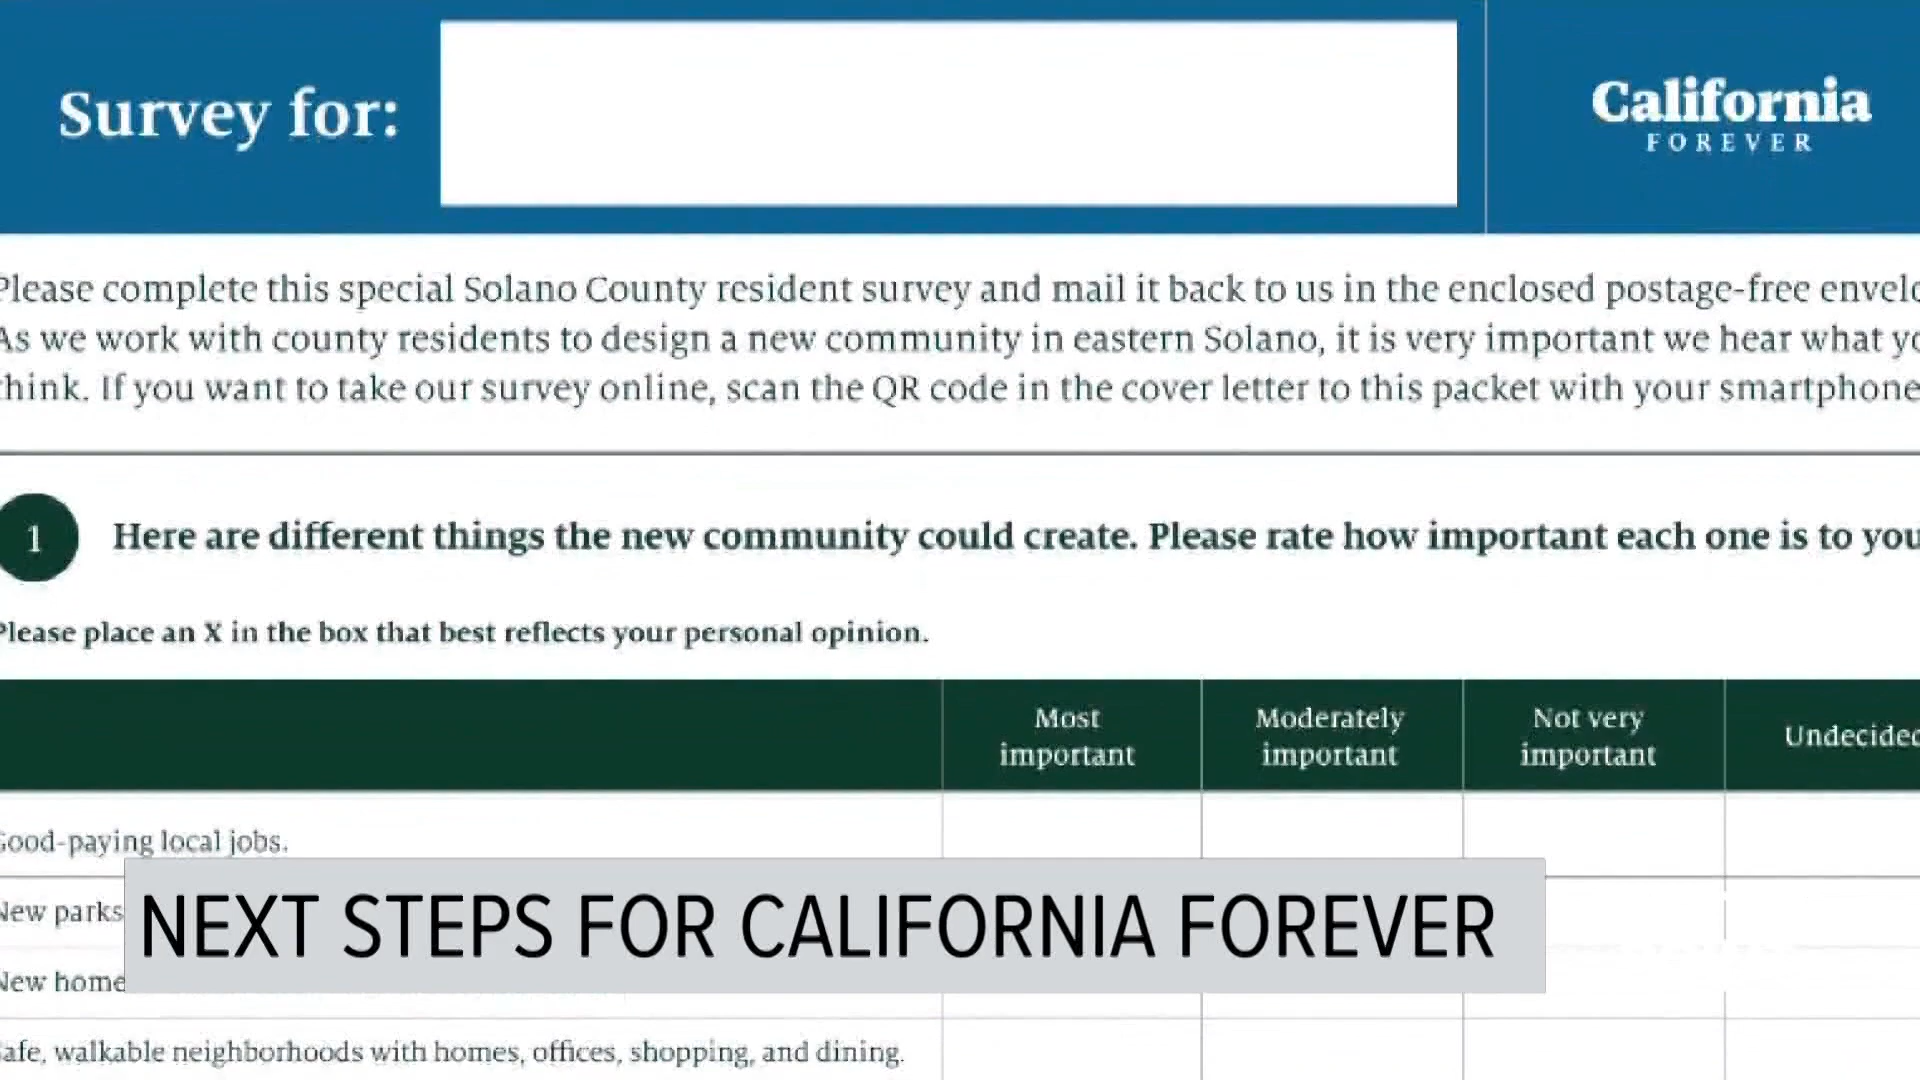 Survey for:
California
FOREVER
Please complete this special Solano County resident survey and mail it back to us in the enclosed postage-free
As we work with county residents to design a new community in eastern Solano, it is very important we hear what
think. If you want to take our survey online, scan the QR code in the cover letter to this packet with your smartphone
1 Here are different things the new community could create. Please rate how important each one is to you
Please place an X in the box that best reflects your personal opinion.
Most important
Moderately important
Not very important
Undecided
Good-paying local jobs.
New parks
New home
NEXT STEPS FOR CALIFORNIA FOREVER
Safe, walkable neighborhoods with homes, offices, shopping, and dining.